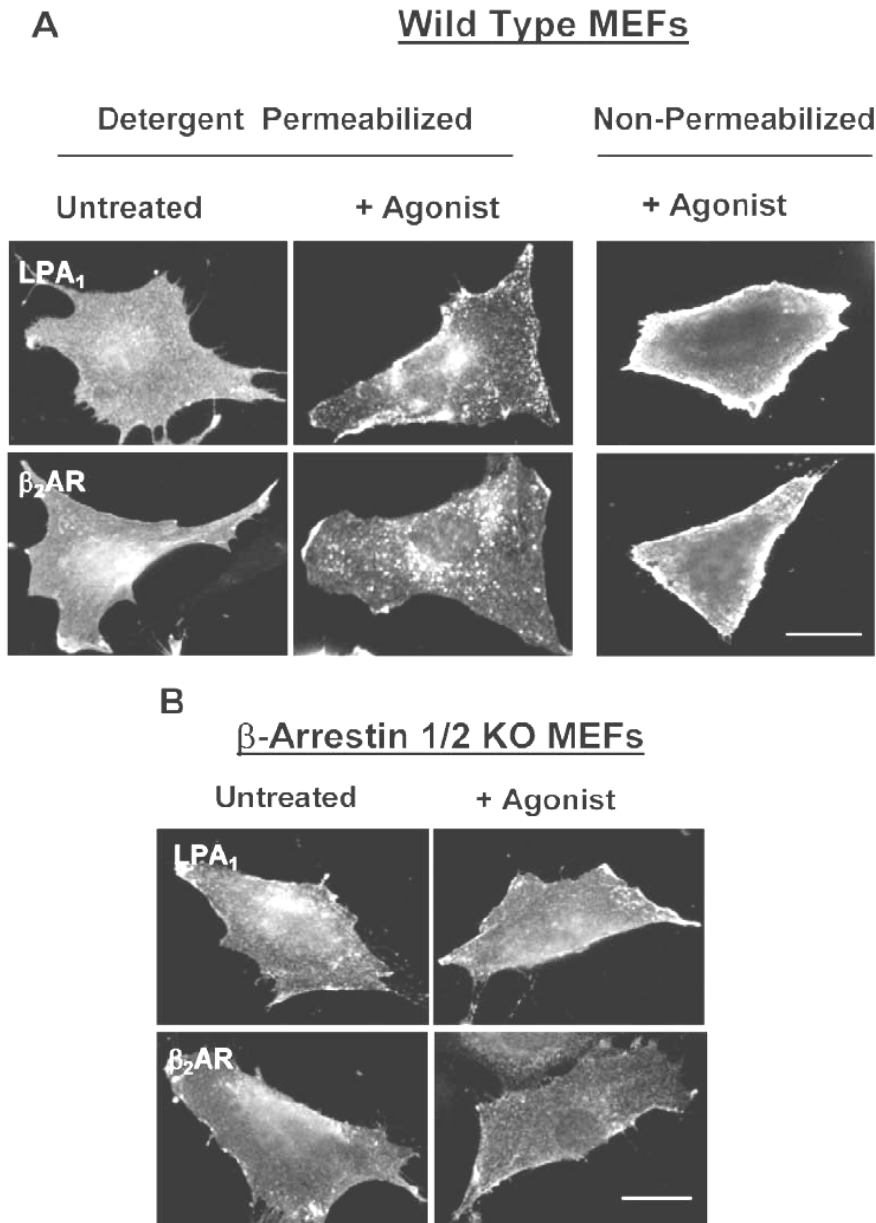 A
Wild Type MEFs
Detergent Permeabilized
Non-Permeabilized
Untreated
+ Agonist
+ Agonist
LPA₁
β₂AR
B
β-Arrestin 1/2 KO MEFs
Untreated
+ Agonist
LPA₁
β₂AR